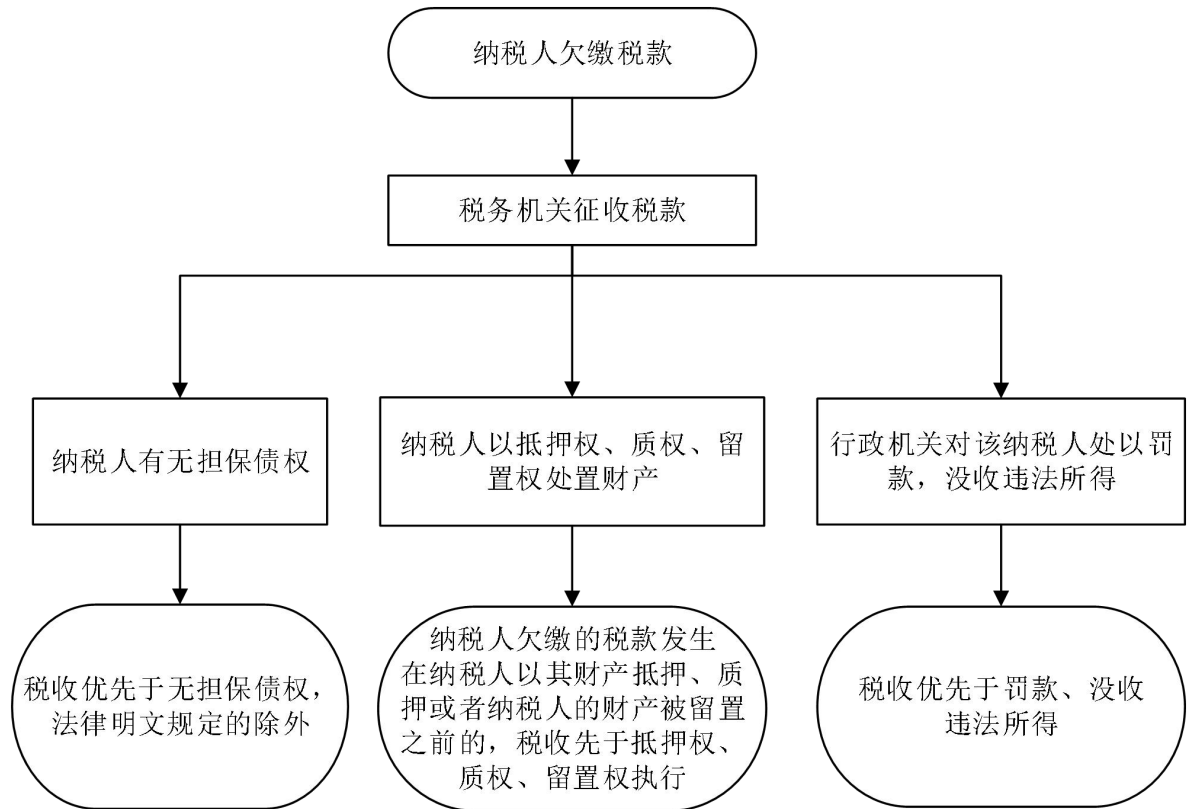 纳税人欠缴税款
税务机关征收税款
纳税人有无担保债权
纳税人以抵押权、质权、留
置权处置财产
行政机关对该纳税人处以罚
款，没收违法所得
税收优先于无担保债权，
法律明文规定的除外
纳税人欠缴的税款发生
在纳税人以其财产抵押、质
押或者纳税人的财产被留置
之前的，税收先于抵押权、
质权、留置权执行
税收优先于罚款、没收
违法所得